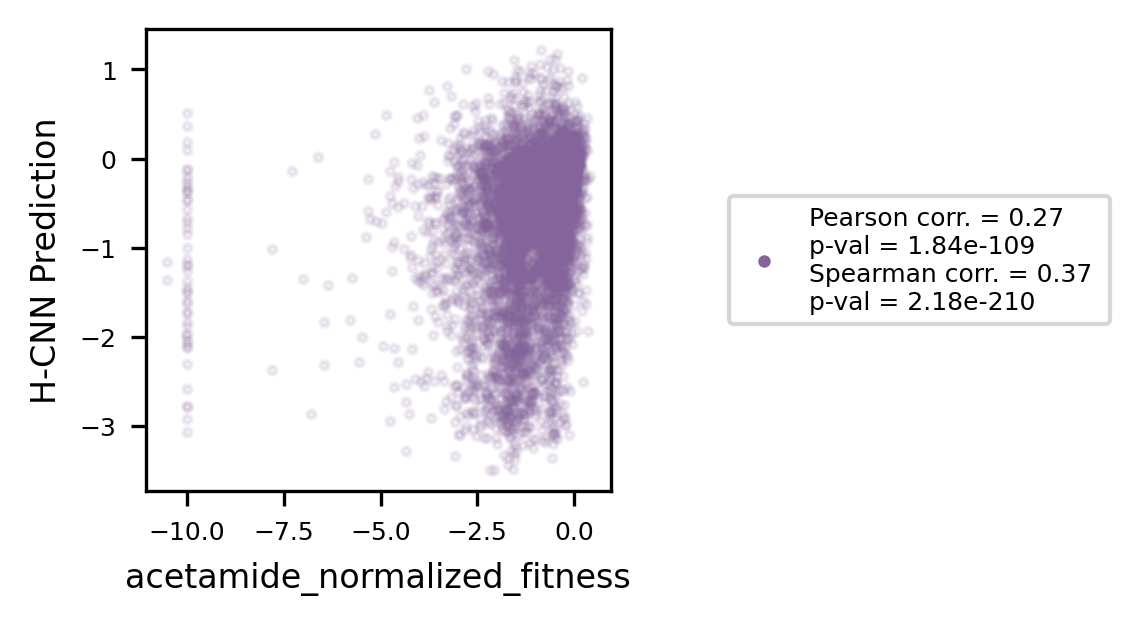 H-CNN Prediction
1
0
−1
−2
−3
−10.0 −7.5 −5.0 −2.5 0.0
acetamide_normalized_fitness
Pearson corr. = 0.27
p-val = 1.84e-109
Spearman corr. = 0.37
p-val = 2.18e-210